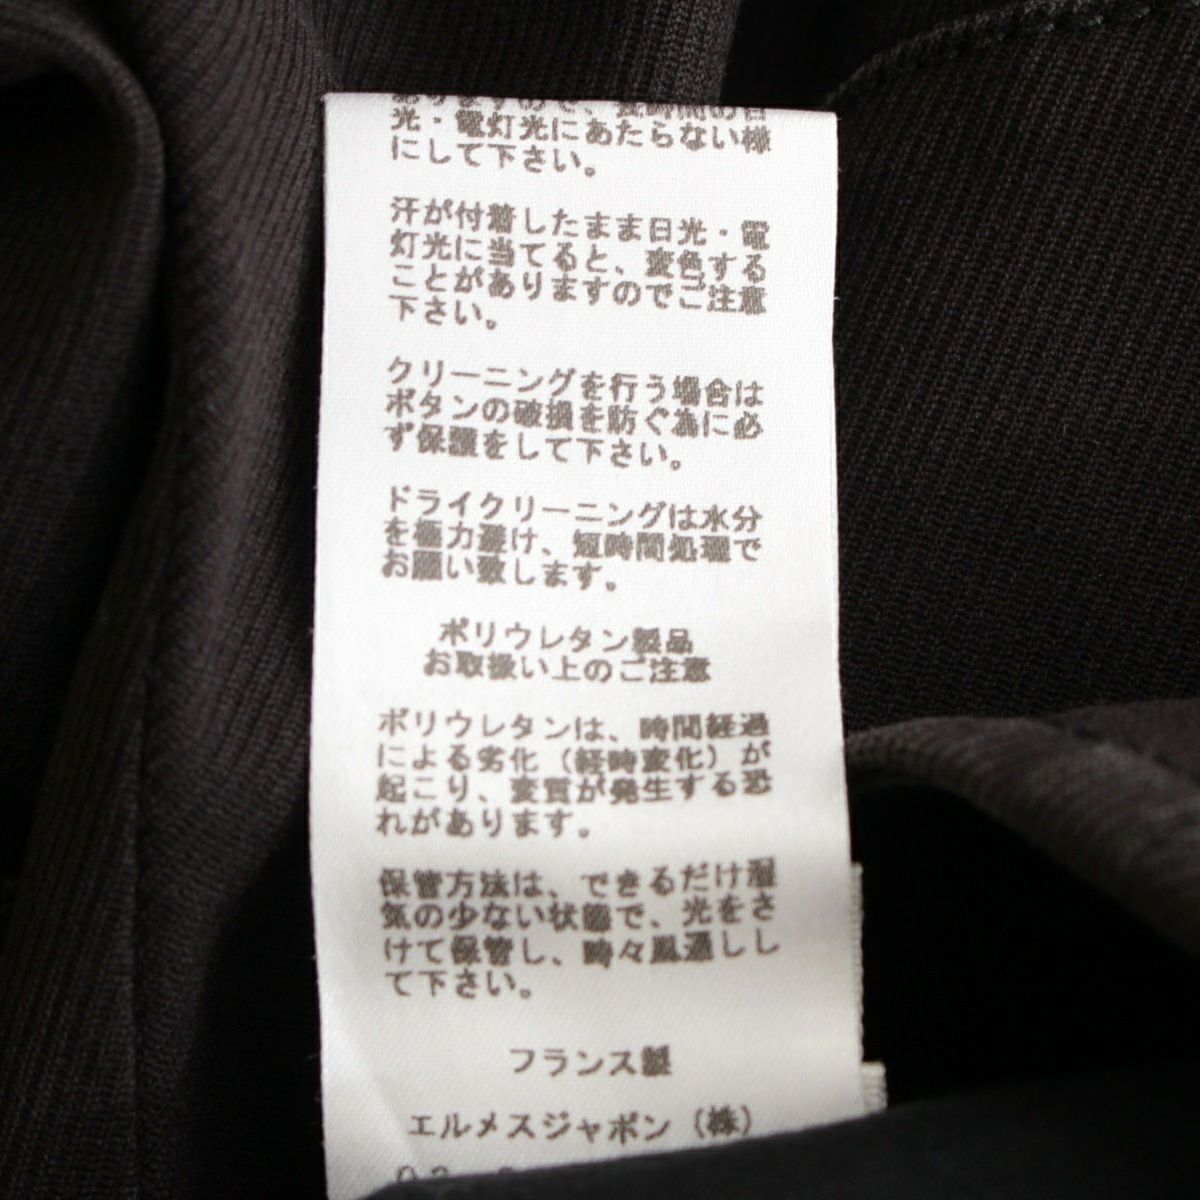 ありますので、長時間の日
光・電灯光にあたらない様
にして下さい。
汗が付着したまま日光・電
灯光に当てると、変色する
ことがありますのでご注意
下さい。
クリーニングを行う場合は
ボタンの破損を防ぐ為に必
ず保護をして下さい。
ドライクリーニングは水分
を極力避け、短時間処理で
お願い致します。
ポリウレタン製品
お取扱い上のご注意
ポリウレタンは、時間経過
による劣化（経時変化）が
起こり、変質が発生する恐
れがあります。
保管方法は、できるだけ湿
気の少ない状態で、光をさ
けて保管し、時々風通しし
て下さい。
フランス製
エルメスジャポン（株）